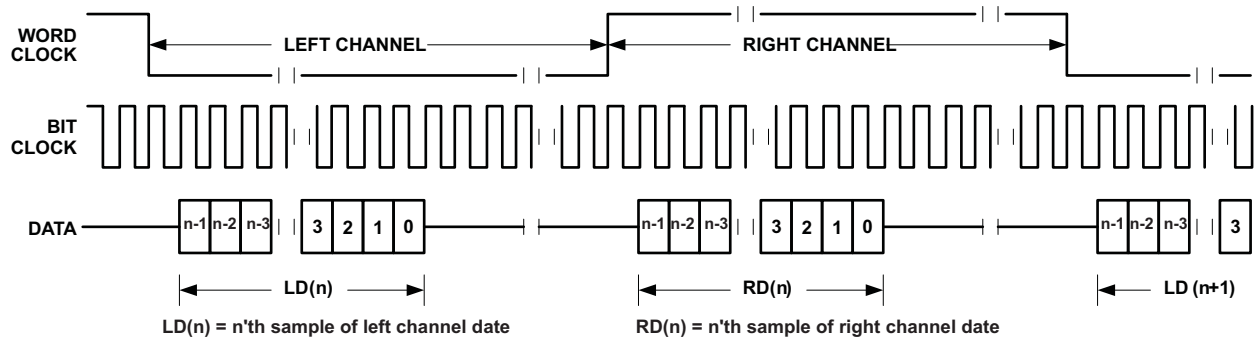 WORD
CLOCK
LEFT CHANNEL
RIGHT CHANNEL
BIT
CLOCK
DATA
n-1 n-2 n-3 3 2 1 0
n-1 n-2 n-3 3 2 1 0
n-1 n-2 n-3 3
LD(n)
RD(n)
LD (n+1)
LD(n) = n'th sample of left channel date
RD(n) = n'th sample of right channel date